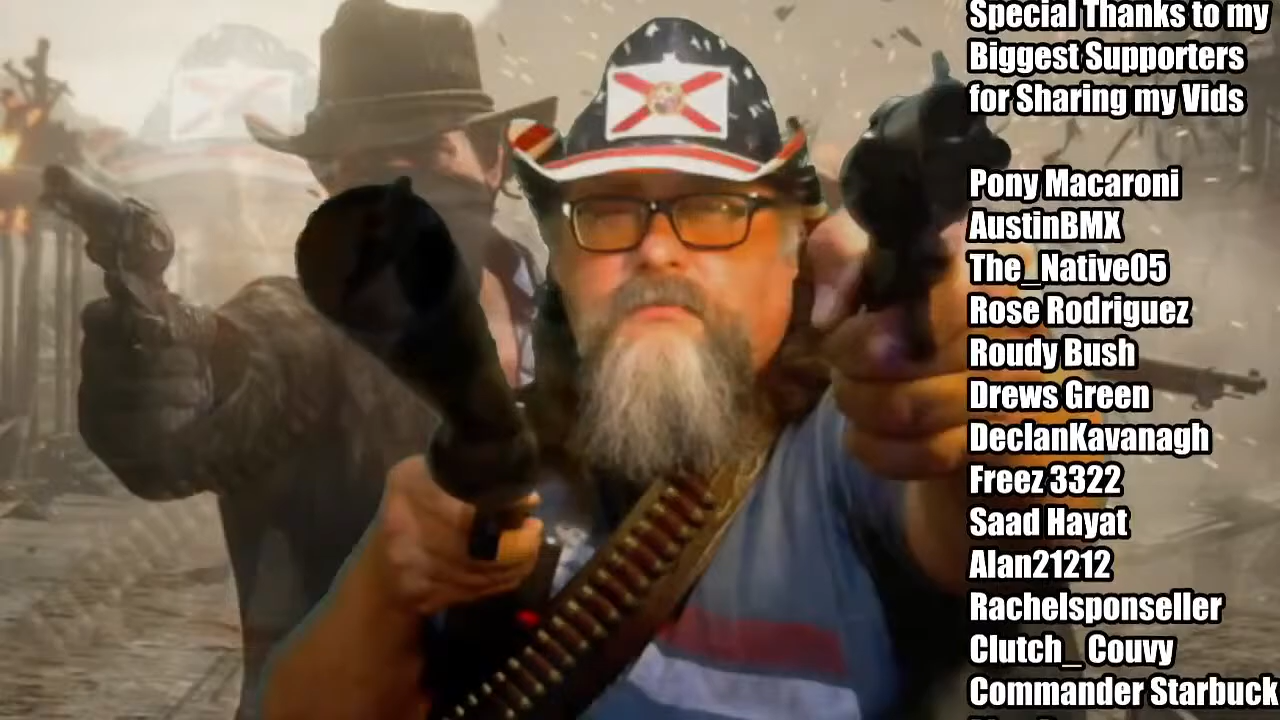 Special Thanks to my
Biggest Supporters
for Sharing my Vids
Pony Macaroni
AustinBMX
The_Native05
Rose Rodriguez
Roudy Bush
Drews Green
DeclanKavanagh
Freez 3322
Saad Hayat
Alan21212
Rachelsponseller
Clutch_ Couvy
Commander Starbuck